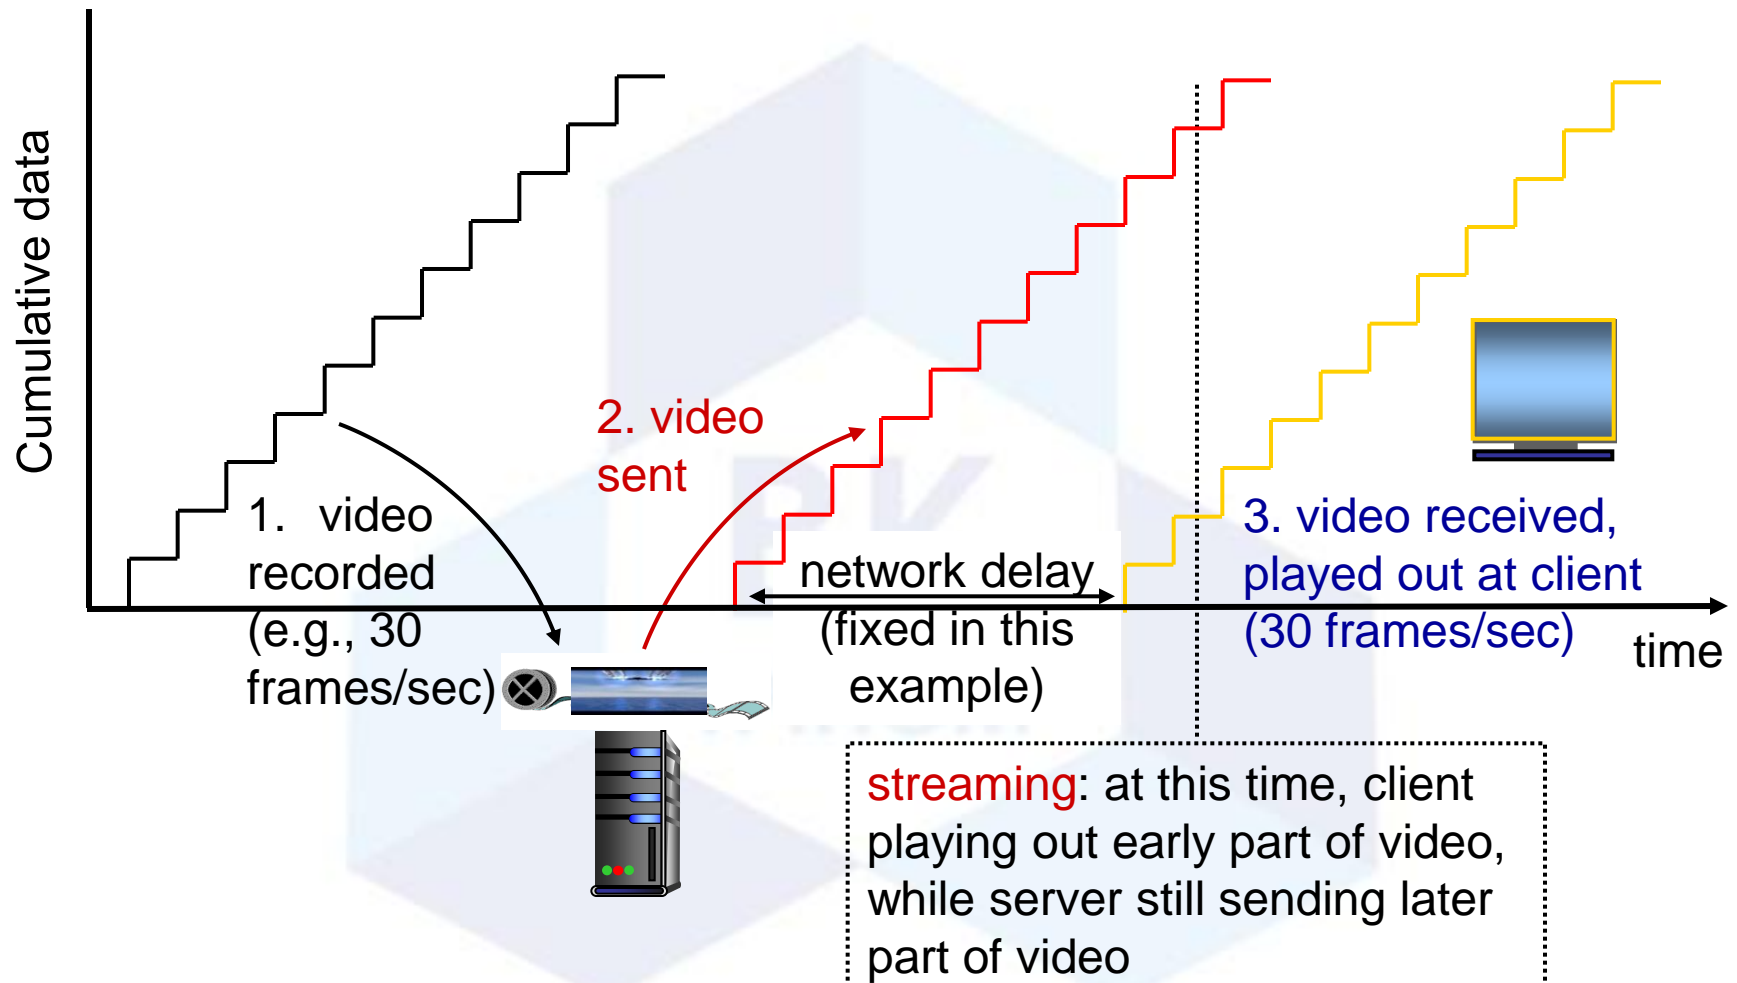 Cumulative data
1. video
recorded
(e.g., 30
frames/sec)
2. video
sent
network delay
(fixed in this
example)
3. video received,
played out at client
(30 frames/sec)
time
streaming: at this time, client
playing out early part of video,
while server still sending later
part of video